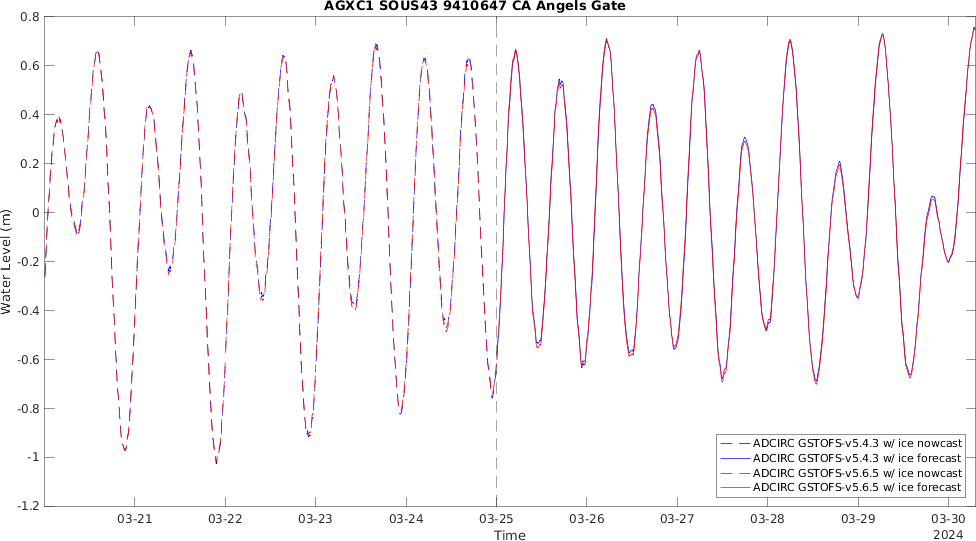 AGXC1 SOUS43 9410647 CA Angels Gate
0.8
0.6
0.4
0.2
0
-0.2
-0.4
-0.6
-0.8
-1
-1.2
Water Level (m)
ADCIRC GSTOFS-v5.4.3 w/ ice nowcast
ADCIRC GSTOFS-v5.4.3 w/ ice forecast
ADCIRC GSTOFS-v5.6.5 w/ ice nowcast
ADCIRC GSTOFS-v5.6.5 w/ ice forecast
03-21 03-22 03-23 03-24 03-25 03-26 03-27 03-28 03-29 03-30
Time 2024